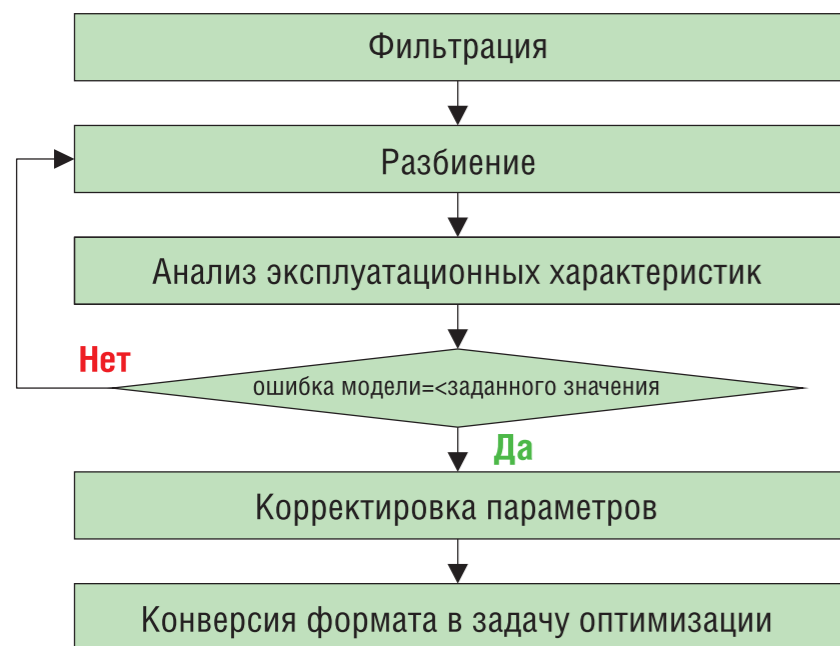 Фильтрация
Разбиение
Анализ эксплуатационных характеристик
Нет
ошибка модели=<заданного значения
Да
Корректировка параметров
Конверсия формата в задачу оптимизации